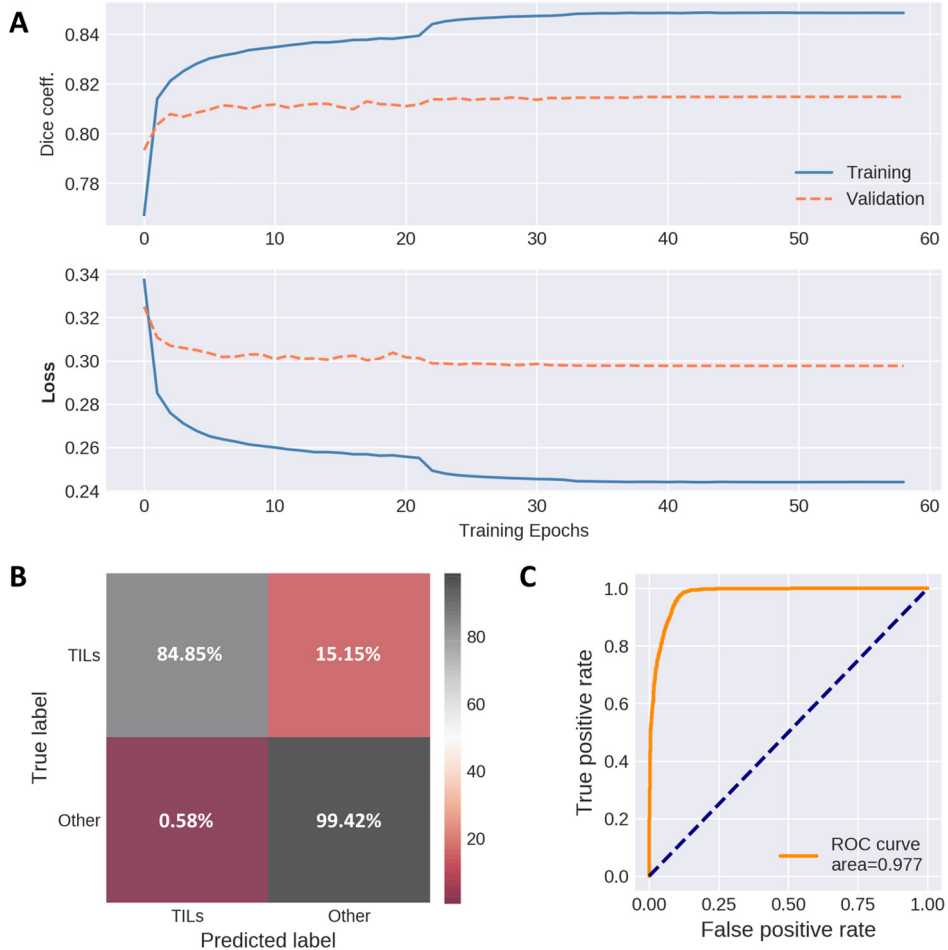 A
Dice coeff.
0.84
0.82
0.80
0.78
Training
Validation
0 10 20 30 40 50 60
Loss
0.34
0.32
0.30
0.28
0.26
0.24
0 10 20 30 40 50 60
Training Epochs
B
True label
TILs
84.85% 15.15%
Other
0.58% 99.42%
TILs Other
Predicted label
80
60
40
20
C
True positive rate
1.0
0.8
0.6
0.4
0.2
0.0
ROC curve
area=0.977
0.00 0.25 0.50 0.75 1.00
False positive rate